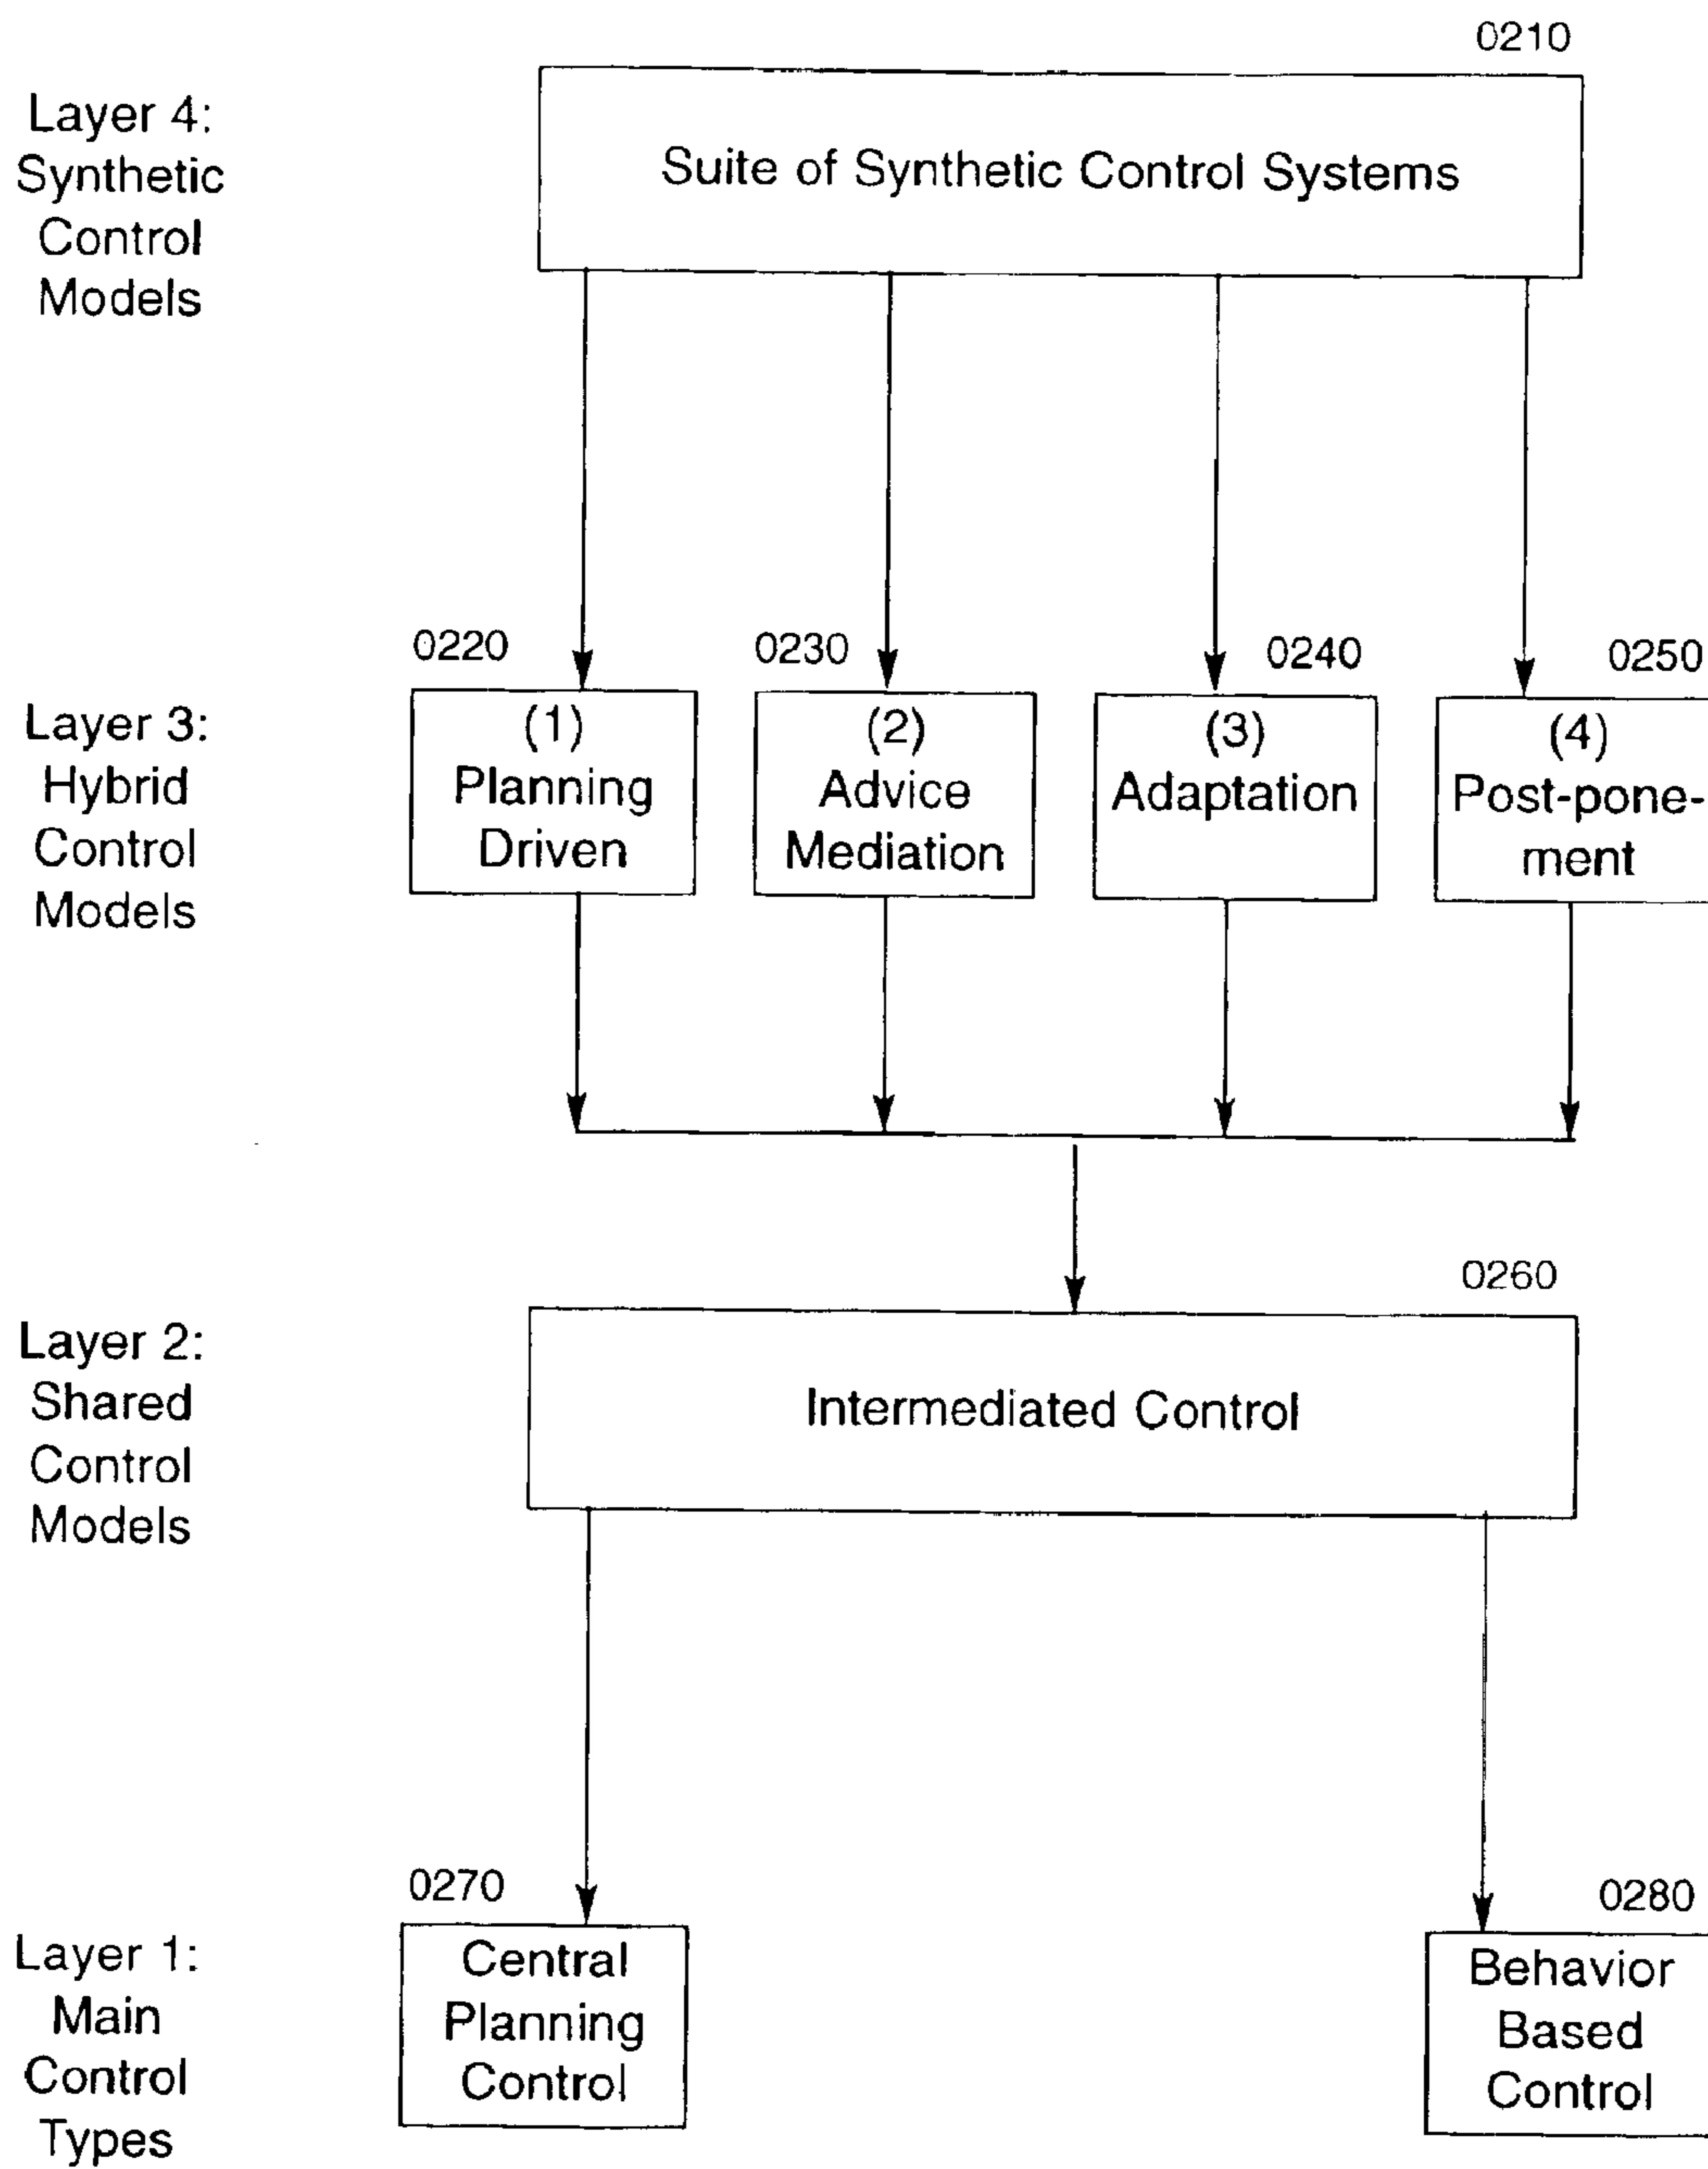 0210
Layer 4:
Synthetic
Control
Models
Suite of Synthetic Control Systems
0220
0230
0240
0250
Layer 3:
Hybrid
Control
Models
(1)
Planning
Driven
(2)
Advice
Mediation
(3)
Adaptation
(4)
Post-pone-
ment
0260
Layer 2:
Shared
Control
Models
Intermediated Control
0270
0280
Layer 1:
Main
Control
Types
Central
Planning
Control
Behavior
Based
Control